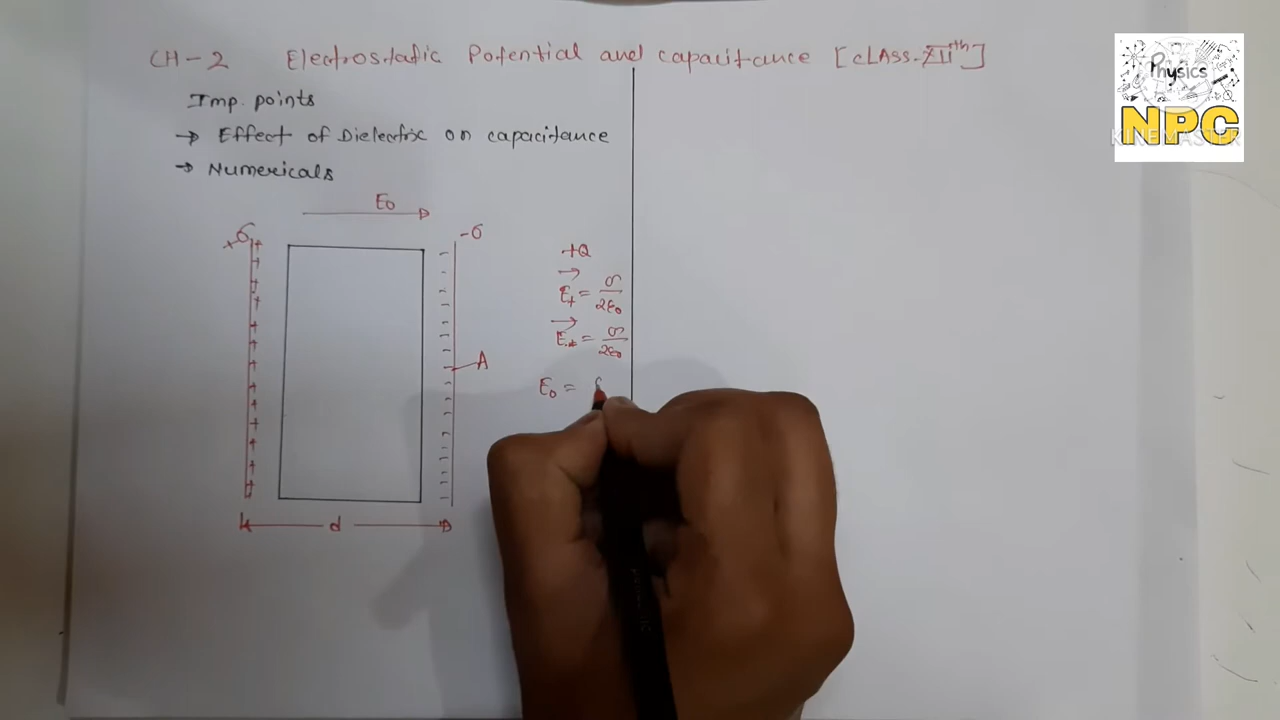 CH-2 Electrostatic Potential and capacitance [cLASS-XIIth]
Imp. points
→ Effect of Dielectric on capacitance
→ Numericals
E0
+σ
-σ
+ + + + + + + + + + + + +
- - - - - - - - - - - - - -
A
d
+Q
E+ = σ/2ε0
E- = σ/2ε0
E0 =
Physics
NPC
KINEMASTER